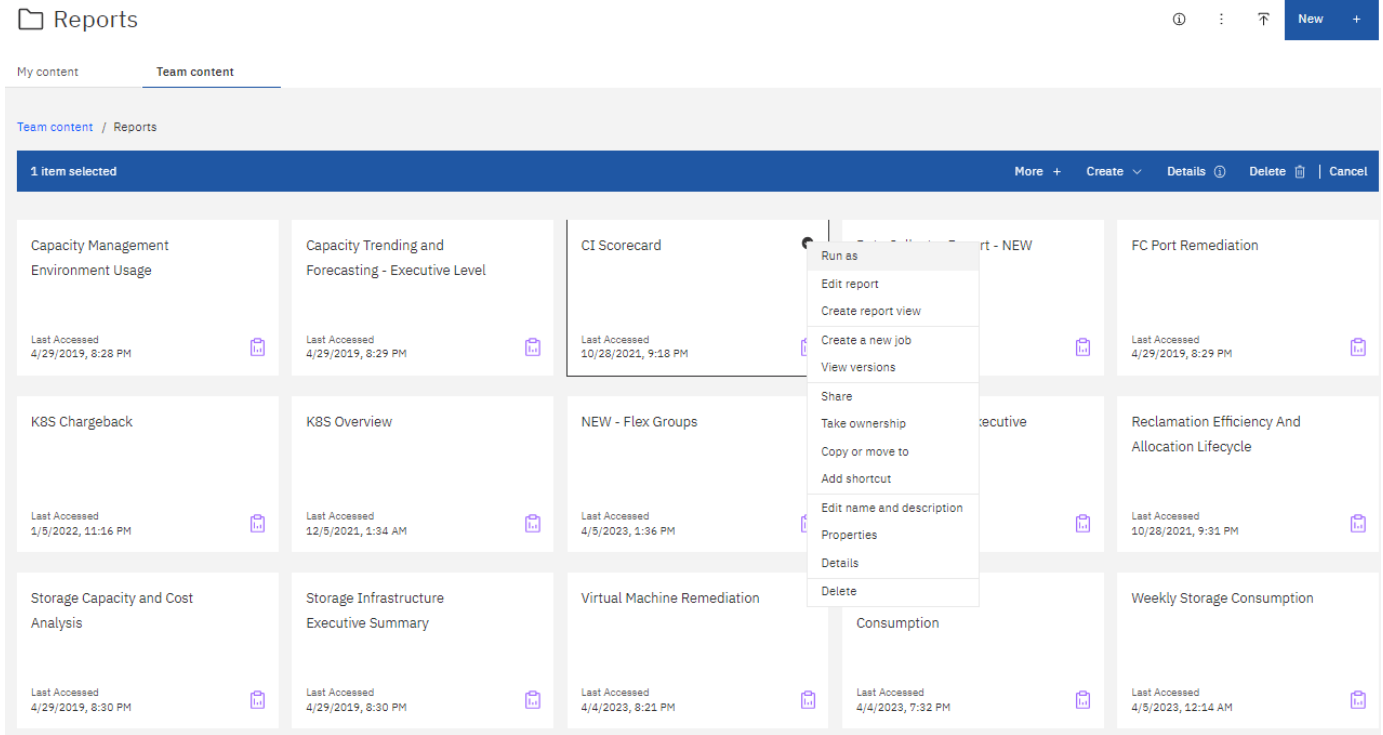 Reports
New +
My content
Team content
Team content / Reports
1 item selected
More +
Create
Details
Delete
Cancel
Capacity Management
Environment Usage
Last Accessed
4/29/2019, 8:28 PM
Capacity Trending and
Forecasting - Executive Level
Last Accessed
4/29/2019, 8:29 PM
CI Scorecard
Last Accessed
10/28/2021, 9:18 PM
Run as
Edit report
Create report view
Create a new job
View versions
Share
Take ownership
Copy or move to
Add shortcut
Edit name and description
Properties
Details
Delete
- NEW
FC Port Remediation
Last Accessed
4/29/2019, 8:29 PM
K8S Chargeback
Last Accessed
1/5/2022, 11:16 PM
K8S Overview
Last Accessed
12/5/2021, 1:34 AM
NEW - Flex Groups
Last Accessed
4/5/2023, 1:36 PM
Reclamation Efficiency And
Allocation Lifecycle
Last Accessed
10/28/2021, 9:31 PM
Storage Capacity and Cost
Analysis
Last Accessed
4/29/2019, 8:30 PM
Storage Infrastructure
Executive Summary
Last Accessed
4/29/2019, 8:30 PM
Virtual Machine Remediation
Last Accessed
4/4/2023, 8:21 PM
Consumption
Last Accessed
4/4/2023, 7:32 PM
Weekly Storage Consumption
Last Accessed
4/5/2023, 12:14 AM